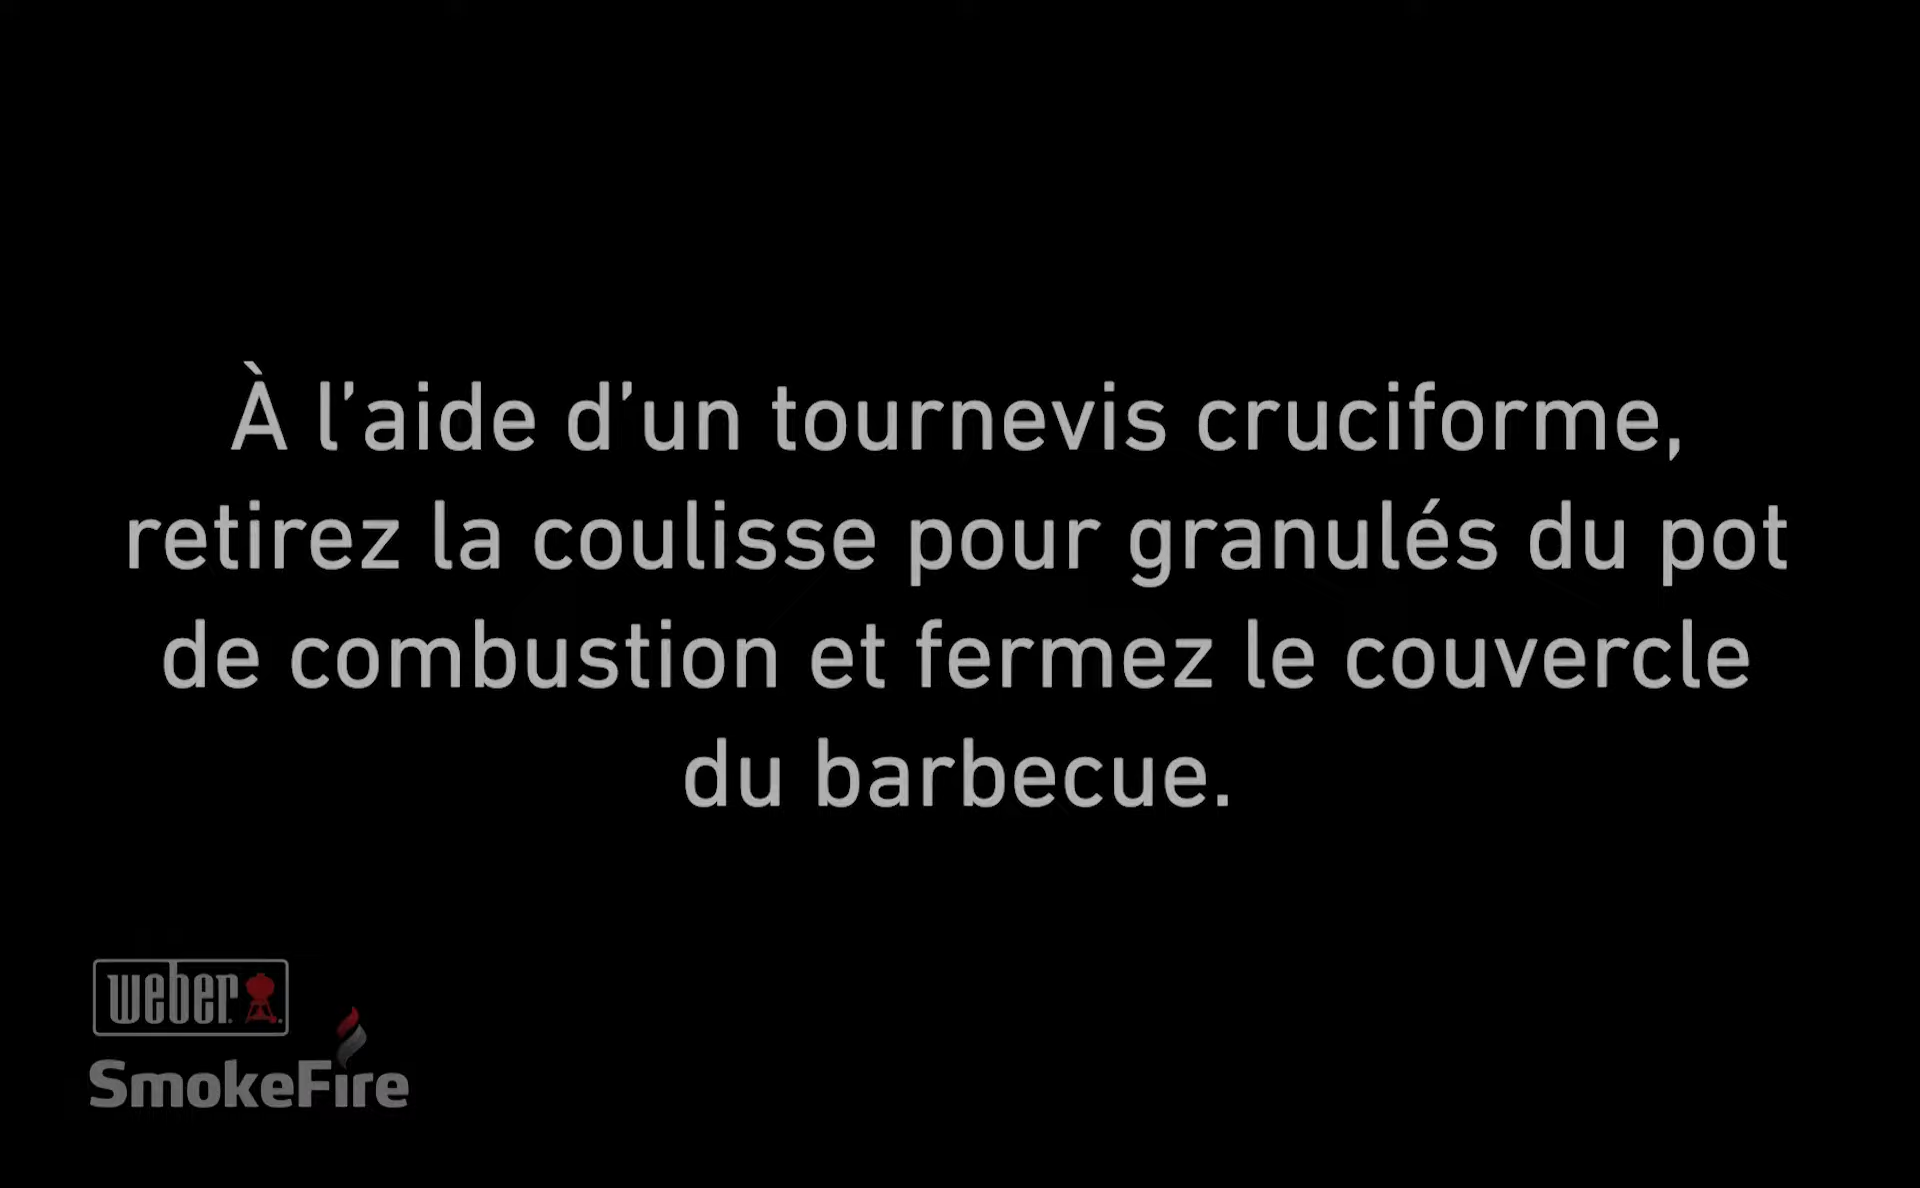 À l’aide d’un tournevis cruciforme,
retirez la coulisse pour granulés du pot
de combustion et fermez le couvercle
du barbecue.
weber
SmokeFire